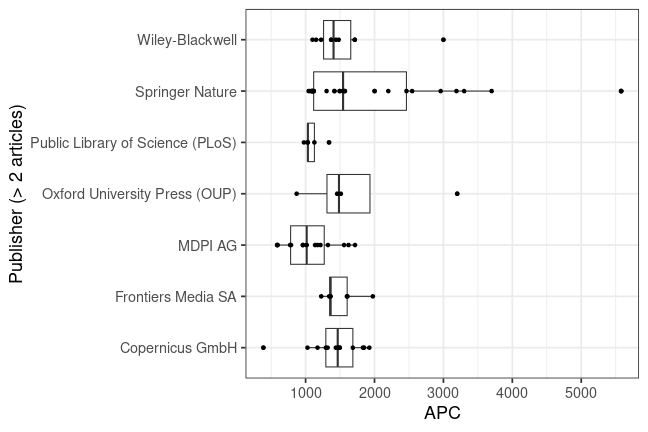 Publisher (> 2 articles)
Wiley-Blackwell
Springer Nature
Public Library of Science (PLoS)
Oxford University Press (OUP)
MDPI AG
Frontiers Media SA
Copernicus GmbH
1000 2000 3000 4000 5000
APC